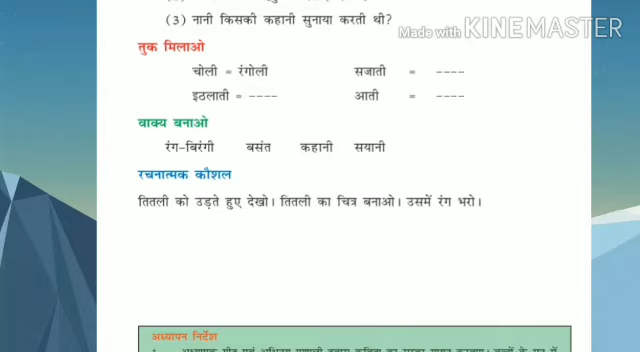 (3) नानी किसकी कहानी सुनाया करती थी?
Made with KINEMASTER
तुक मिलाओ
चोली = रंगोली सजाती = ----
इठलाती = ---- आती = ----
वाक्य बनाओ
रंग-बिरंगी बसंत कहानी सयानी
रचनात्मक कौशल
तितली को उड़ते हुए देखो। तितली का चित्र बनाओ। उसमें रंग भरो।
अध्यापन निर्देश